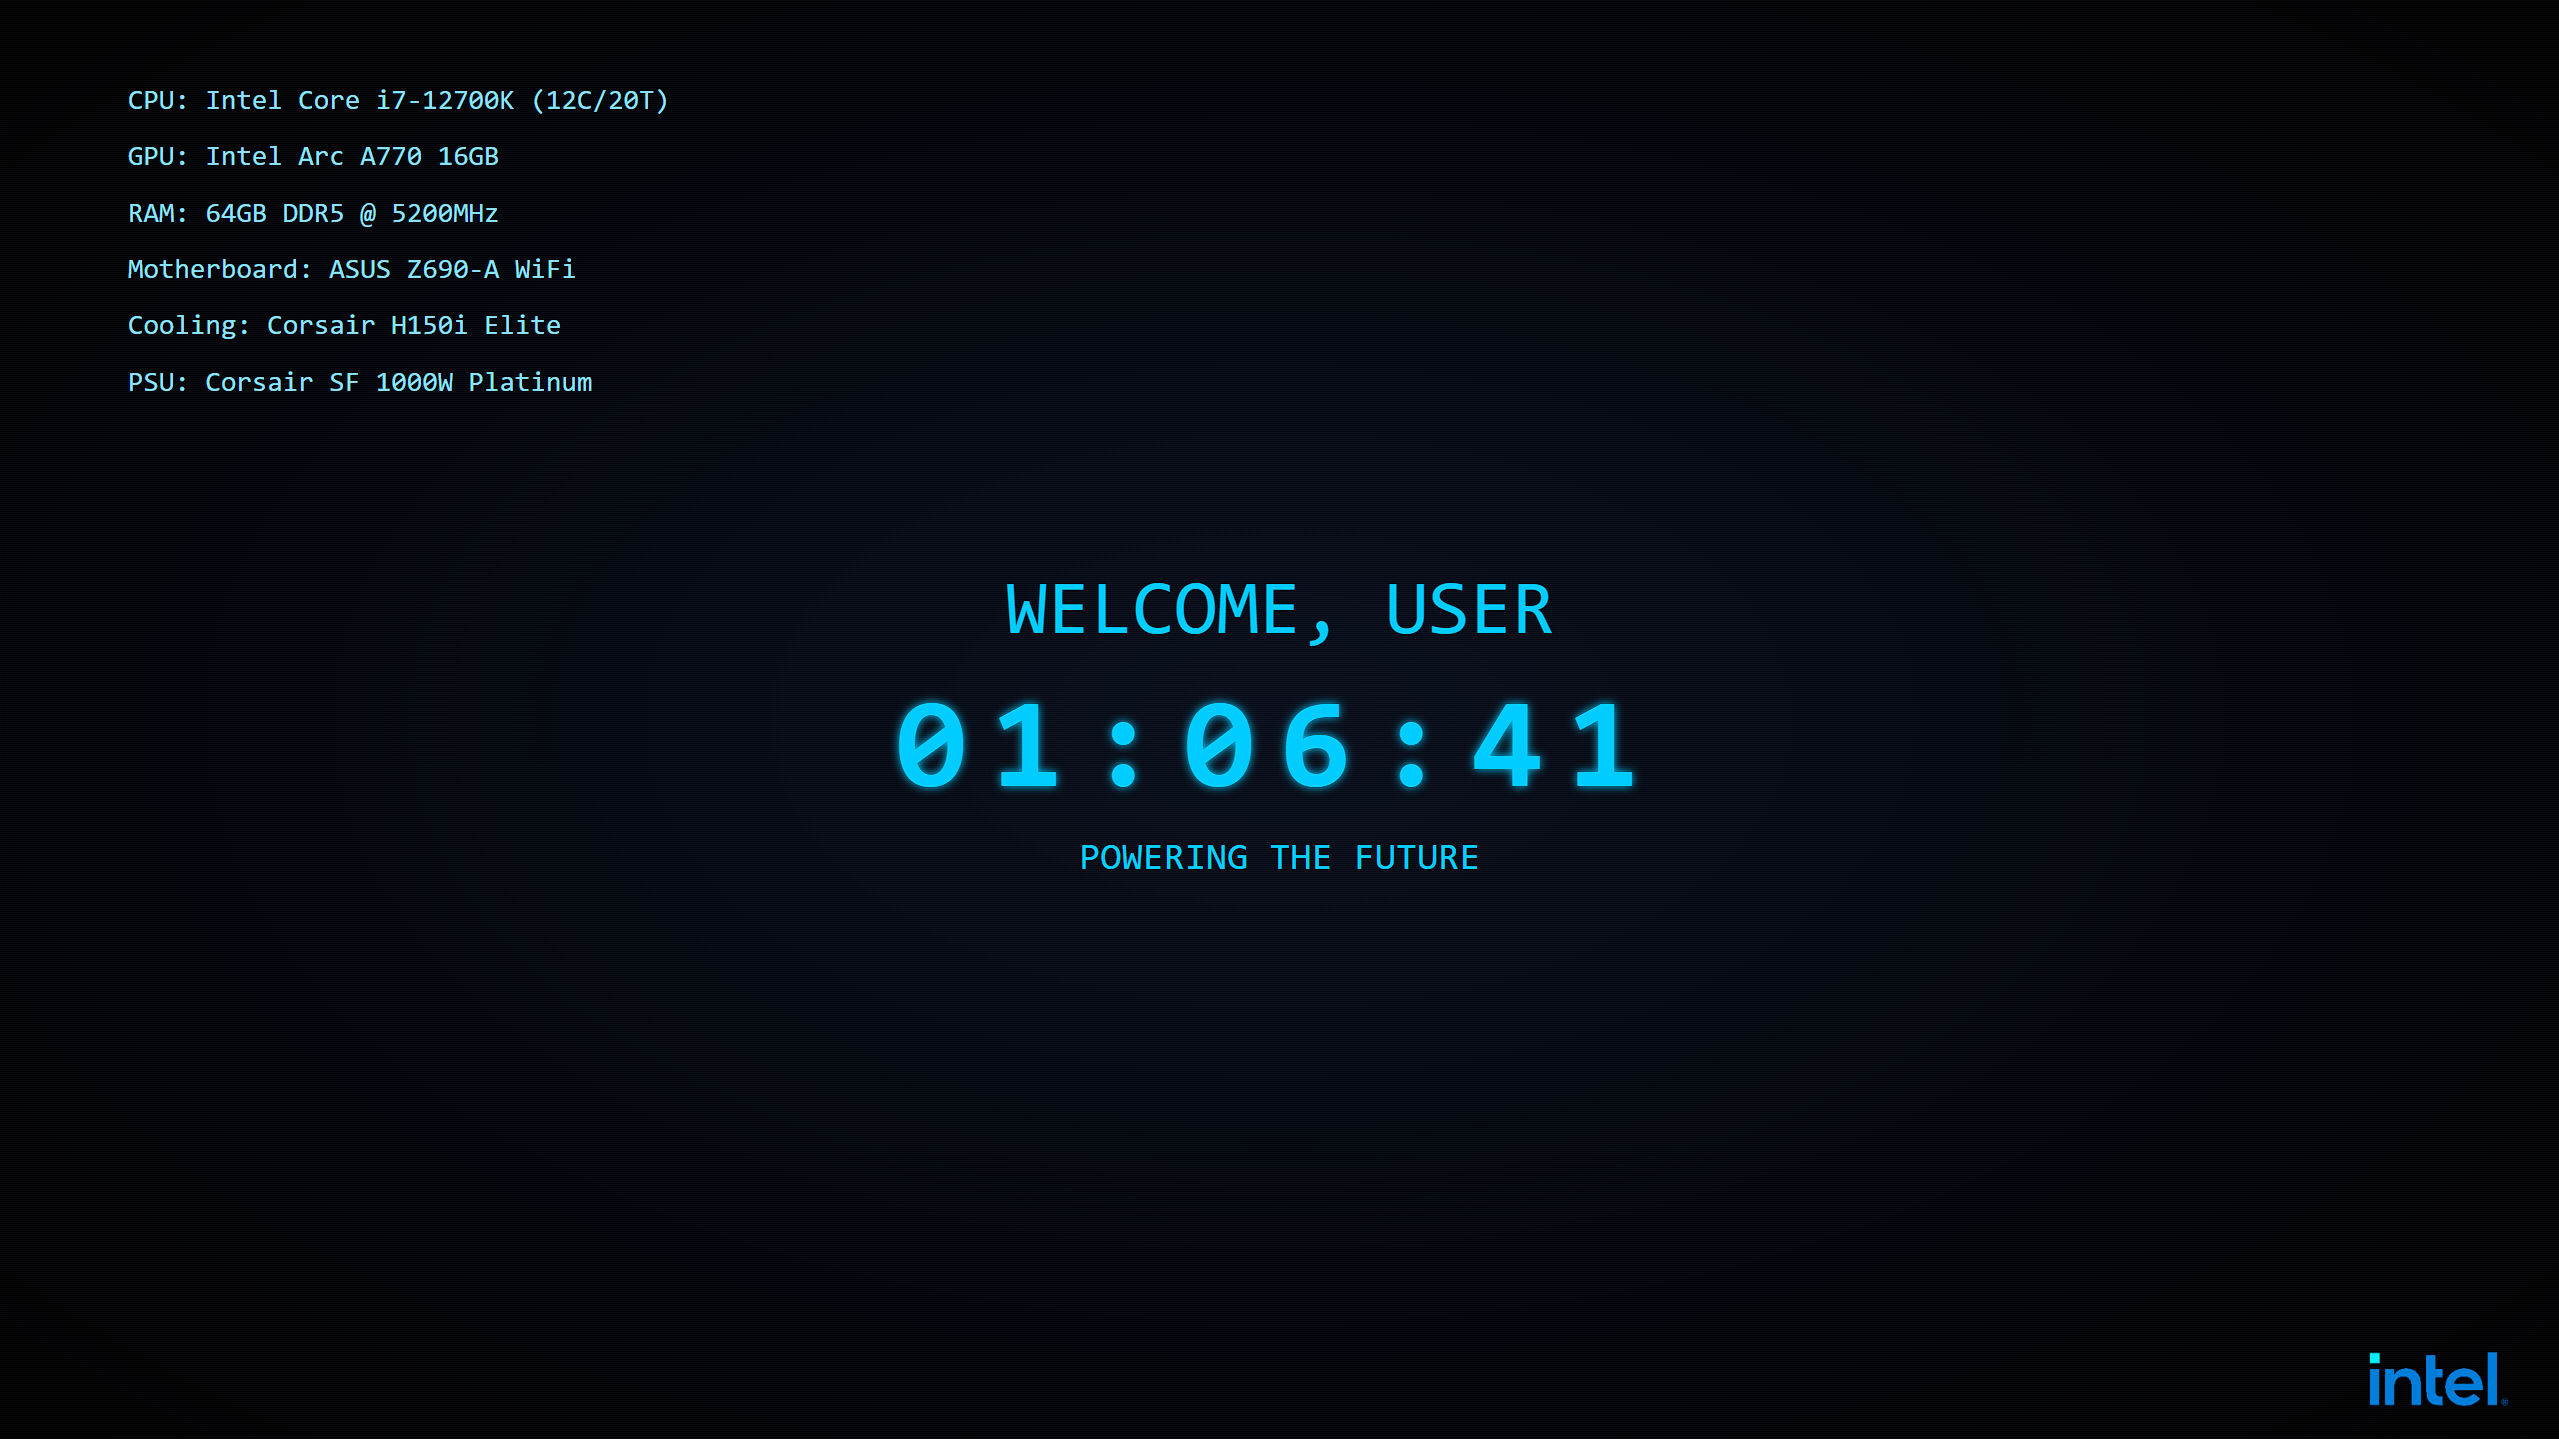 CPU: Intel Core i7-12700K (12C/20T)
GPU: Intel Arc A770 16GB
RAM: 64GB DDR5 @ 5200MHz
Motherboard: ASUS Z690-A WiFi
Cooling: Corsair H150i Elite
PSU: Corsair SF 1000W Platinum
WELCOME, USER
01:06:41
POWERING THE FUTURE
intel®